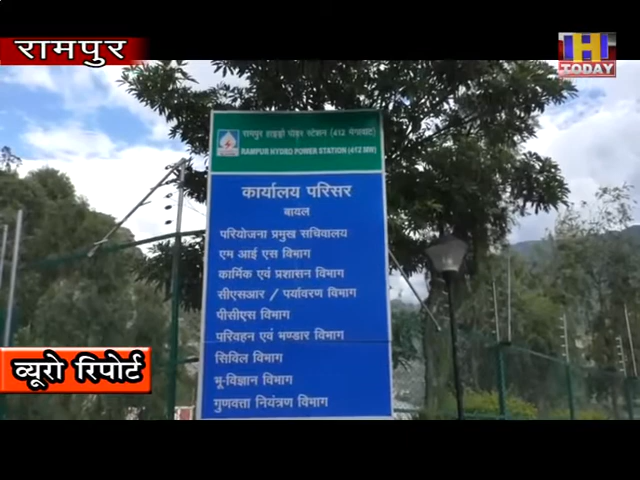 रामपुर
HI
TODAY
रामपुर हाइड्रो पॉवर स्टेशन (412 मेगावाट)
RAMPUR HYDRO POWER STATION (412 MW)
कार्यालय परिसर
बायल
परियोजना प्रमुख सचिवालय
एम आई एस विभाग
कार्मिक एवं प्रशासन विभाग
सीएसआर / पर्यावरण विभाग
पीसीएस विभाग
परिवहन एवं भण्डार विभाग
सिविल विभाग
भू-विज्ञान विभाग
गुणवत्ता नियंत्रण विभाग
ब्यूरो रिपोर्ट